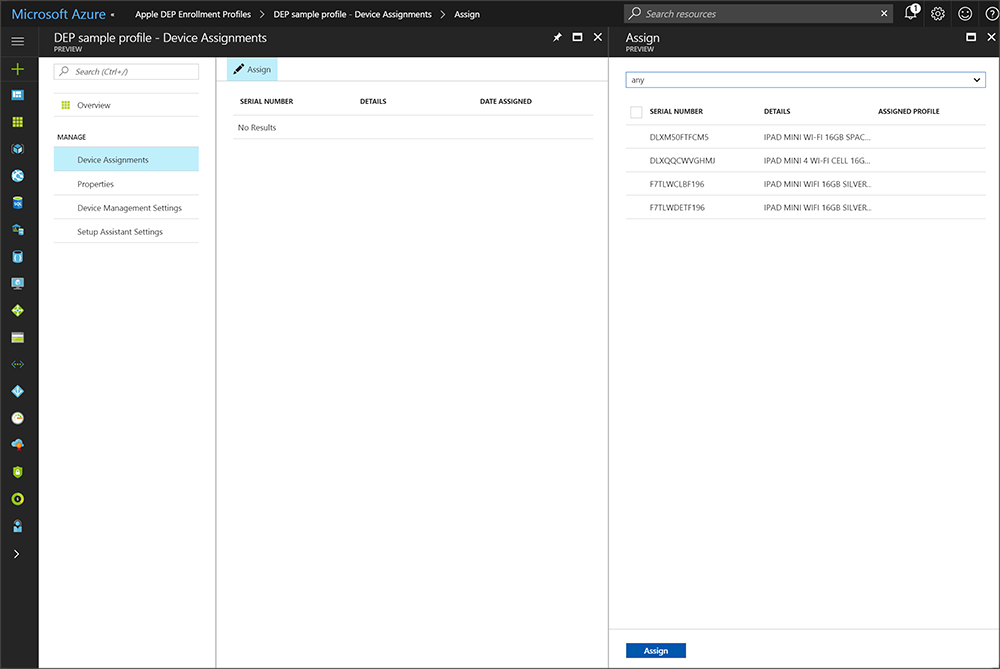 Microsoft Azure Apple DEP Enrollment Profiles > DEP sample profile - Device Assignments > Assign Search resources 1
DEP sample profile - Device Assignments
PREVIEW
Search (Ctrl+/)
Overview
MANAGE
Device Assignments
Properties
Device Management Settings
Setup Assistant Settings
Assign
SERIAL NUMBER DETAILS DATE ASSIGNED
No Results
Assign
PREVIEW
any
SERIAL NUMBER DETAILS ASSIGNED PROFILE
DLXM50FTFCM5 IPAD MINI WI-FI 16GB SPAC...
DLXQQCWVGHMJ IPAD MINI 4 WI-FI CELL 16G...
F7TLWCLBF196 IPAD MINI WIFI 16GB SILVER...
F7TLWDETF196 IPAD MINI WIFI 16GB SILVER...
Assign